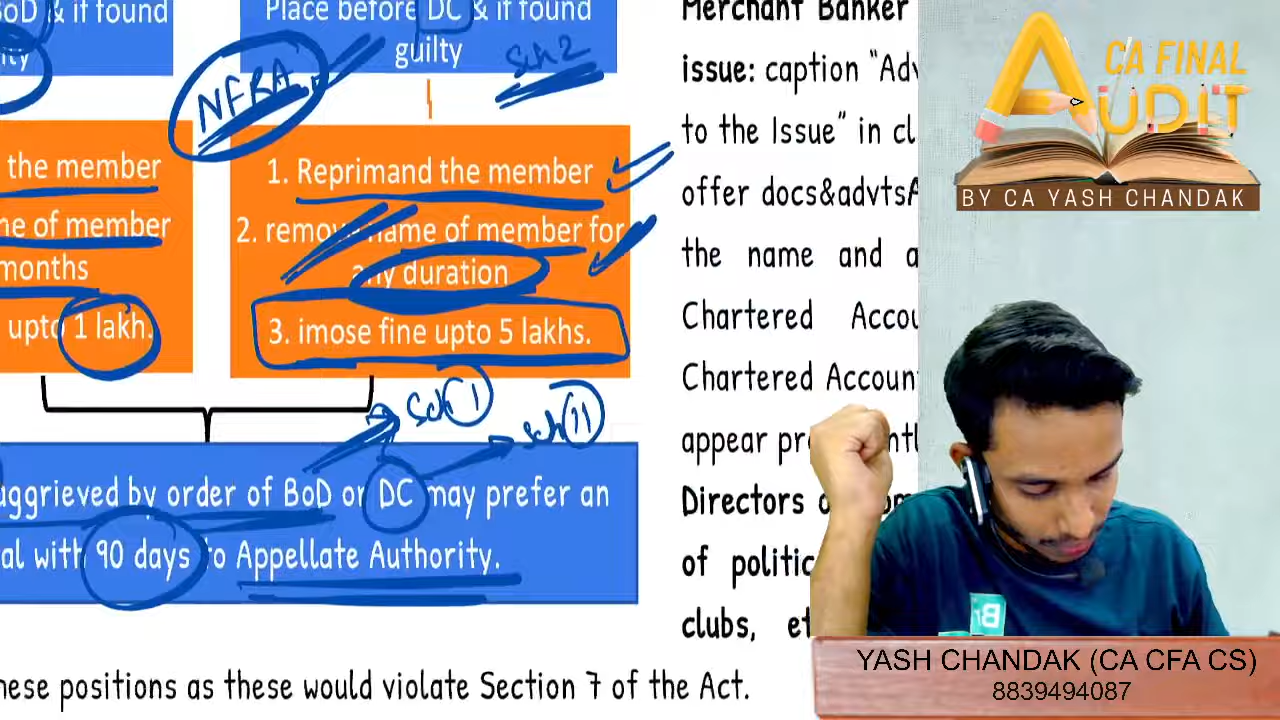 BoD & if found
Place before DC & if found
guilty
Sch 2
NFRA
the member
ne of member
months
upto 1 lakh.
1. Reprimand the member
2. remove name of member for
any duration
3. imose fine upto 5 lakhs.
Sch I
Sch II
aggrieved by order of BoD or DC may prefer an
al with 90 days to Appellate Authority.
hese positions as these would violate Section 7 of the Act.
Merchant Banker
issue: caption “Adv
to the Issue” in cl
offer docs&advtsA
the name and a
Chartered Accou
Chartered Accoun
appear pr
Directors
of politic
clubs, et
CA FINAL
AUDIT
BY CA YASH CHANDAK
YASH CHANDAK (CA CFA CS)
8839494087